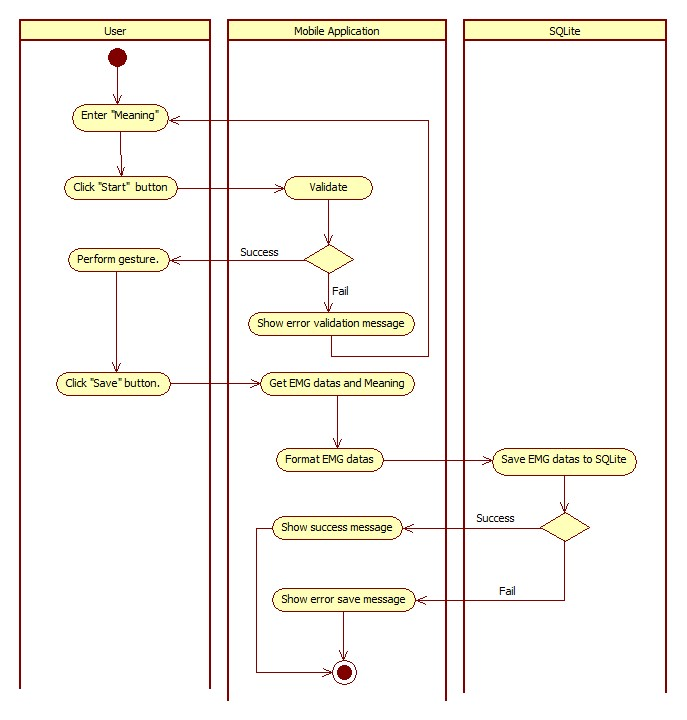 User
Mobile Application
SQLite
Enter "Meaning"
Click "Start" button
Validate
Success
Perform gesture.
Fail
Show error validation message
Click "Save" button.
Get EMG datas and Meaning
Format EMG datas
Save EMG datas to SQLite
Success
Show success message
Fail
Show error save message